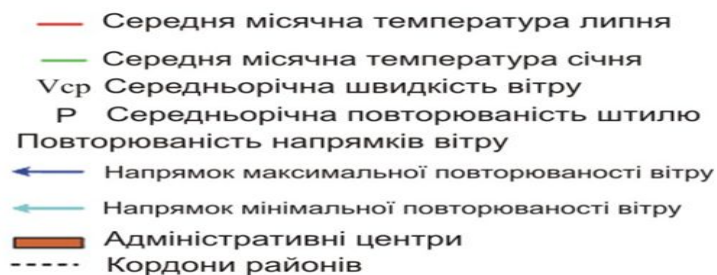 Середня місячна температура липня
Середня місячна температура січня
Vср Середньорічна швидкість вітру
Р Середньорічна повторюваність штилю
Повторюваність напрямків вітру
Напрямок максимальної повторюваності вітру
Напрямок мінімальної повторюваності вітру
Адміністративні центри
Кордони районів